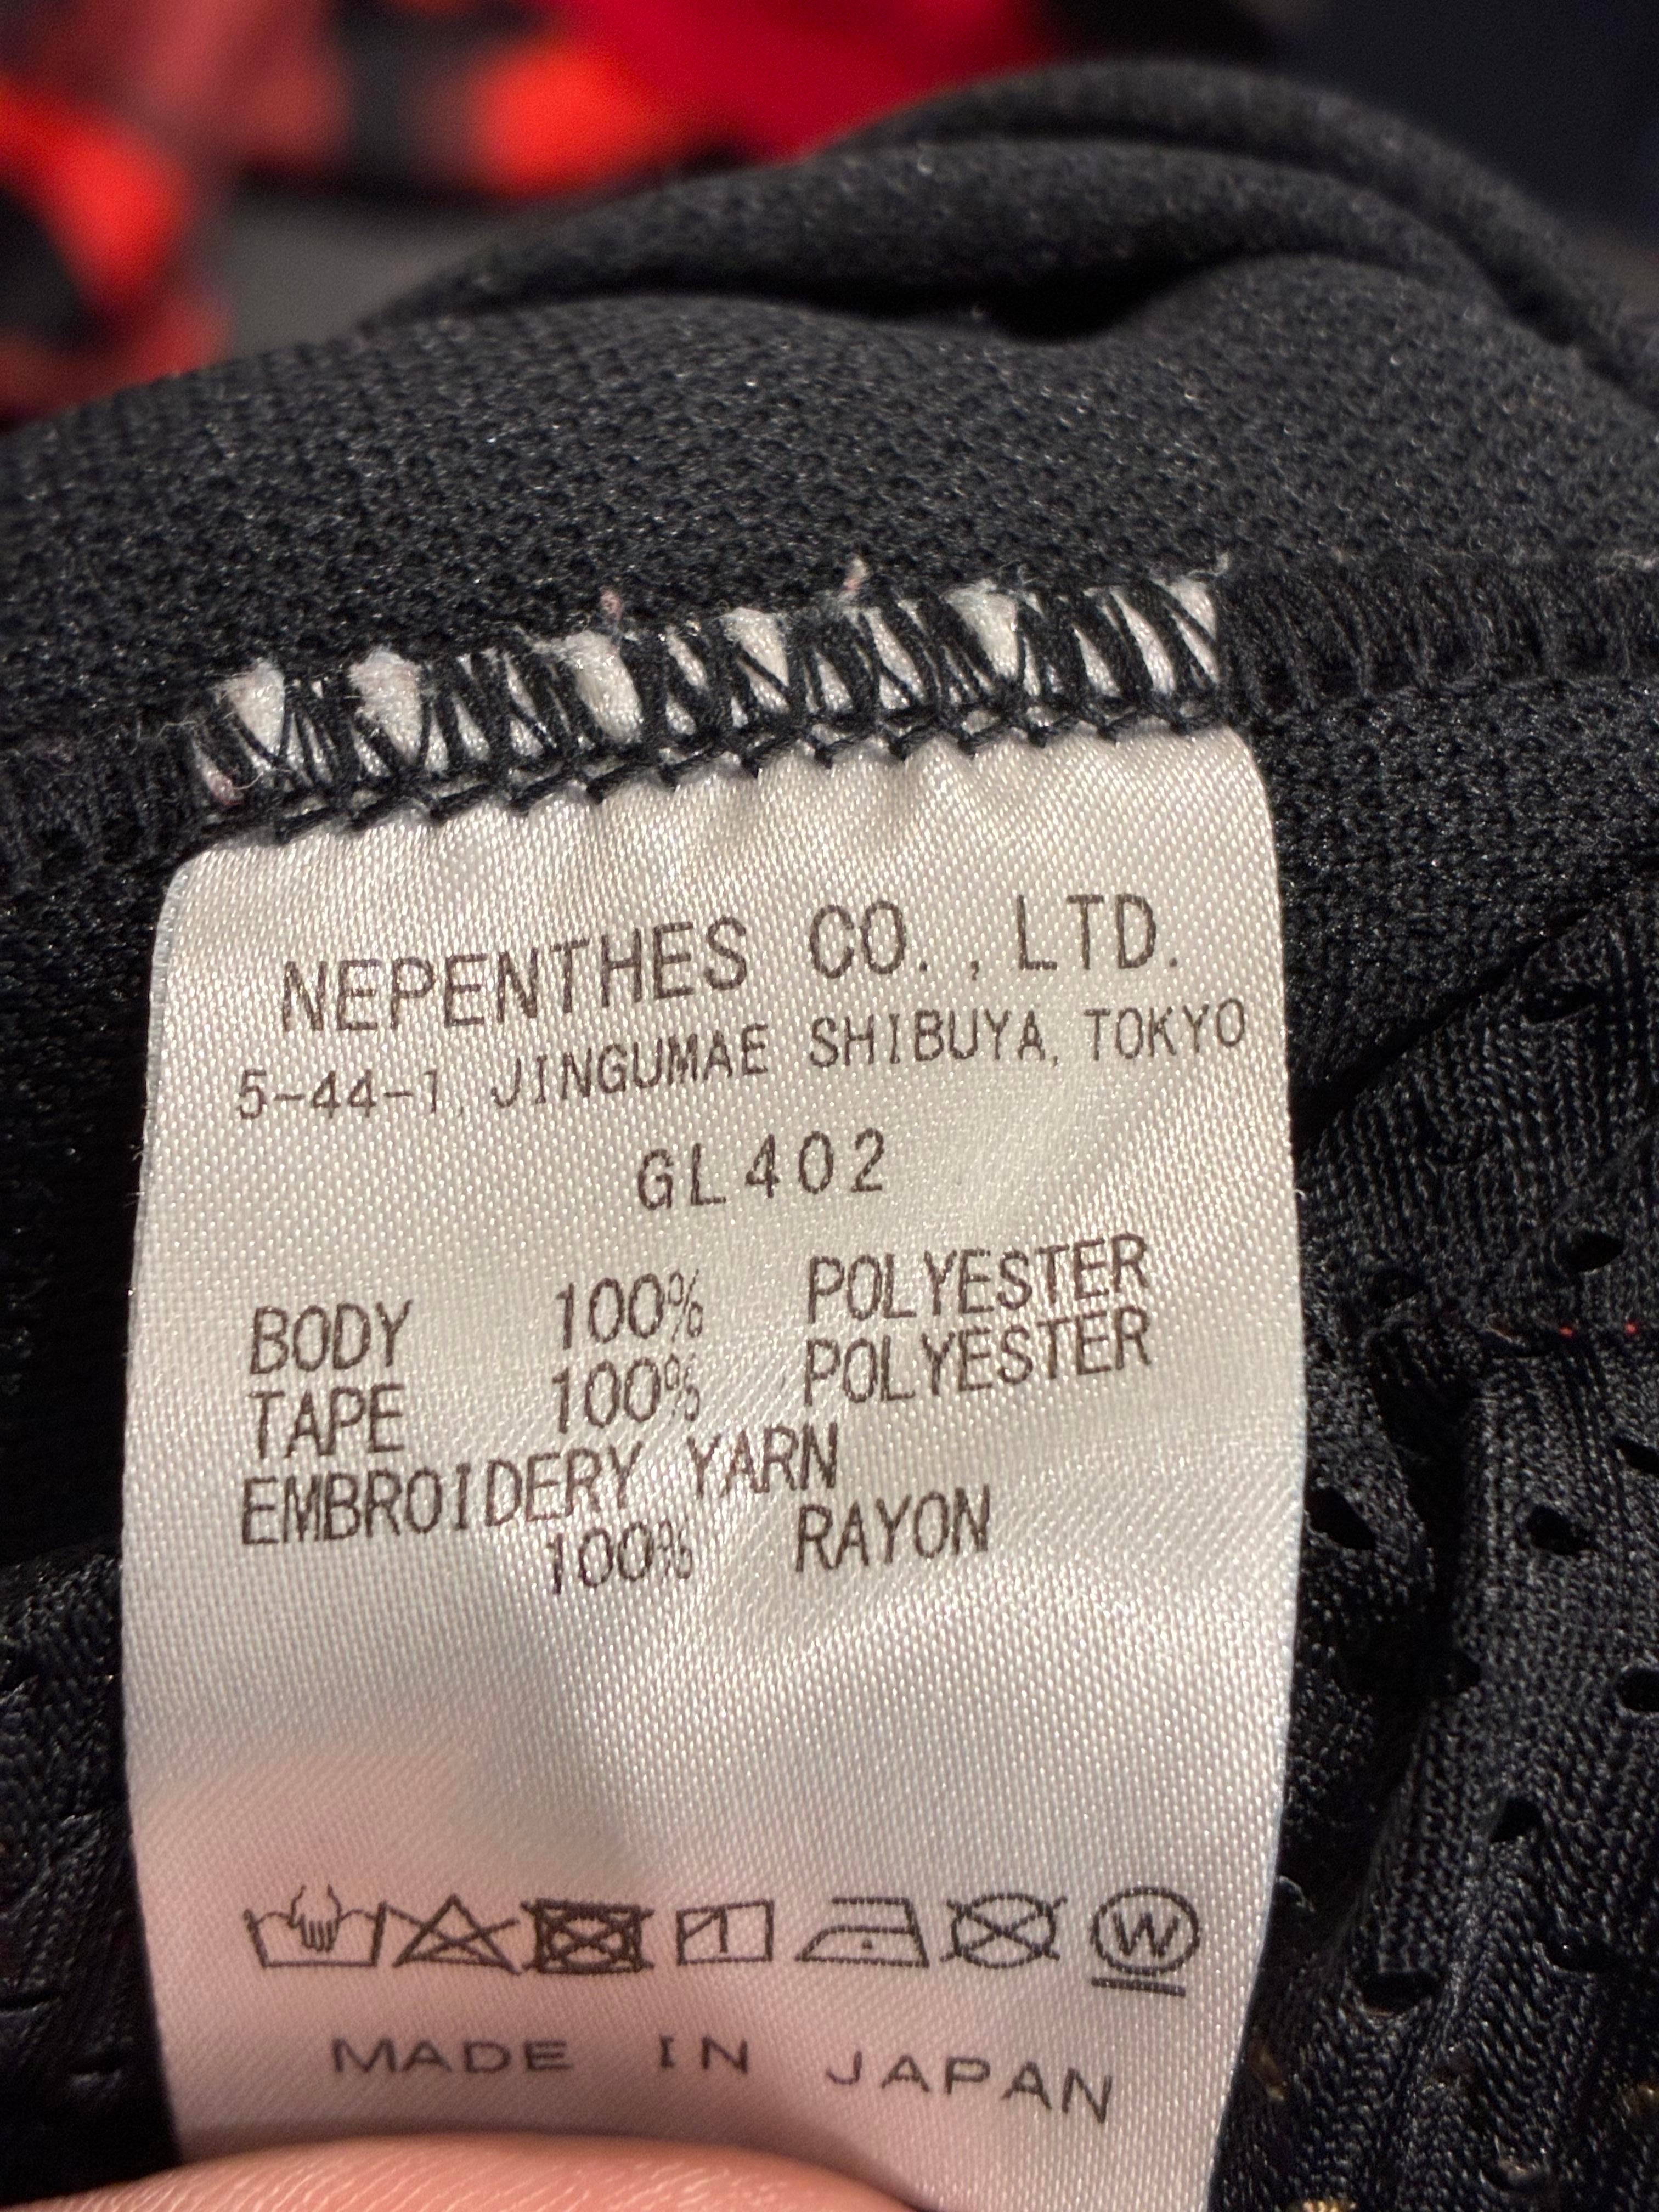 NEPENTHES CO., LTD.
5-44-1, JINGUMAE SHIBUYA, TOKYO
GL402
BODY 100% POLYESTER
TAPE 100% POLYESTER
EMBROIDERY YARN
100% RAYON
W
MADE IN JAPAN